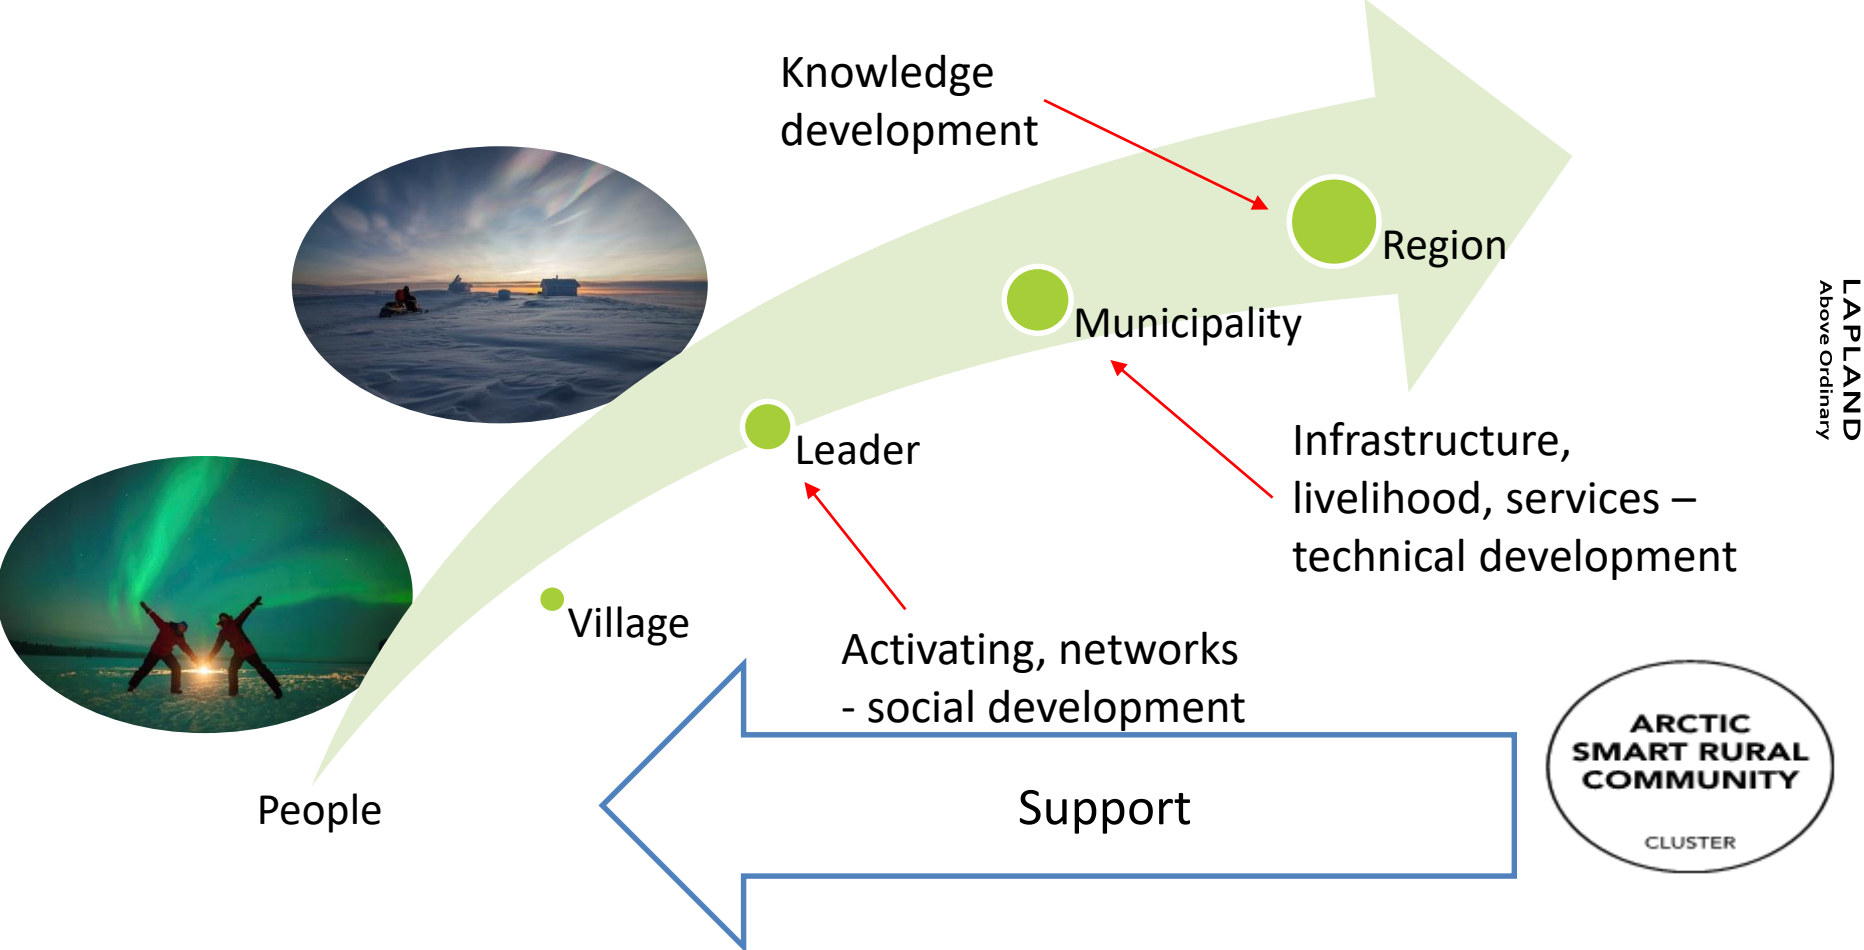 Knowledge
development
Region
Municipality
Leader
Infrastructure,
livelihood, services –
technical development
Village
Activating, networks
- social development
People
Support
LAPLAND
Above Ordinary
ARCTIC
SMART RURAL
COMMUNITY
CLUSTER